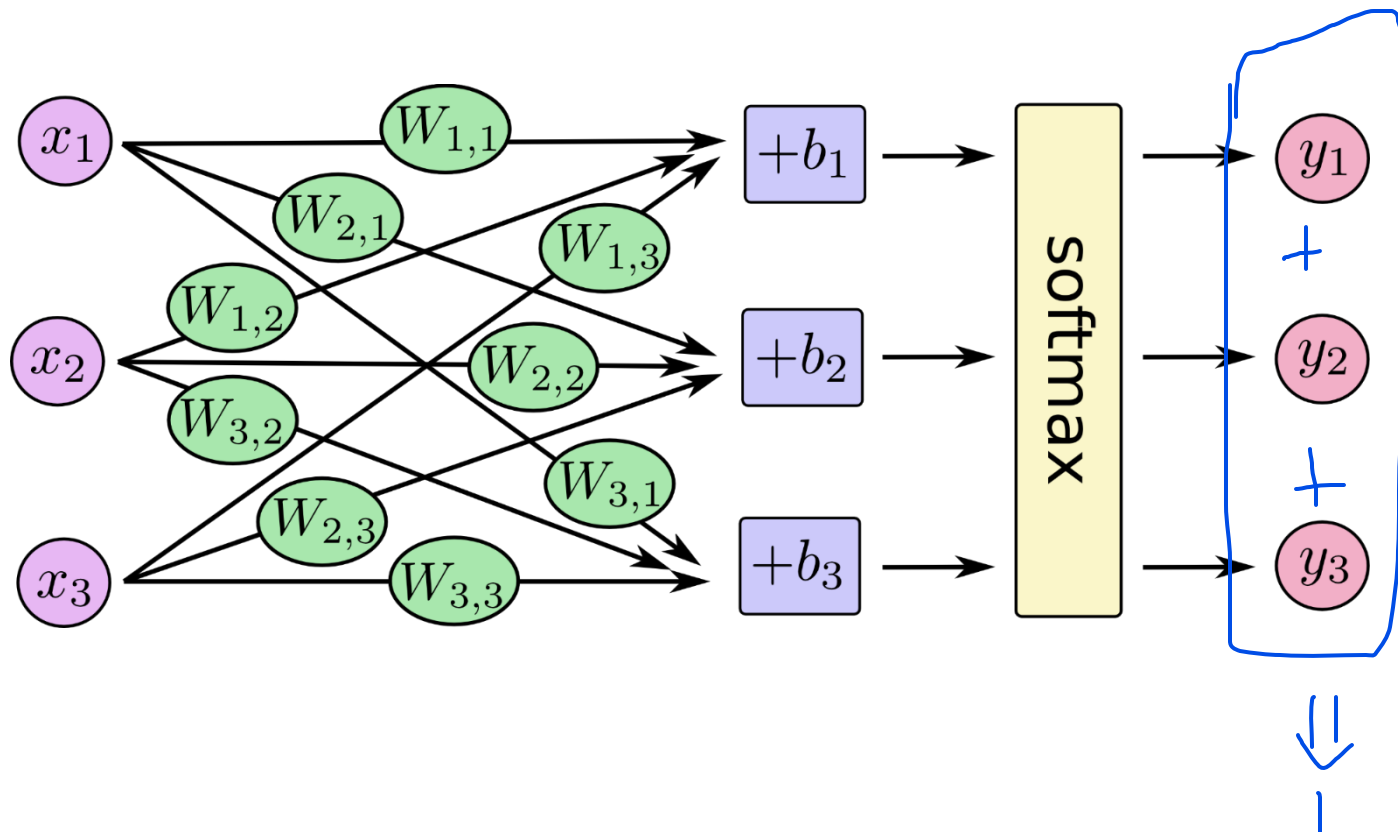 x₁ W₁,₁ +b₁ y₁
W₂,₁
W₁,₃ +
W₁,₂
x₂ W₂,₂ +b₂ softmax y₂
W₃,₂
W₃,₁ +
W₂,₃
x₃ W₃,₃ +b₃ y₃
⇓
1